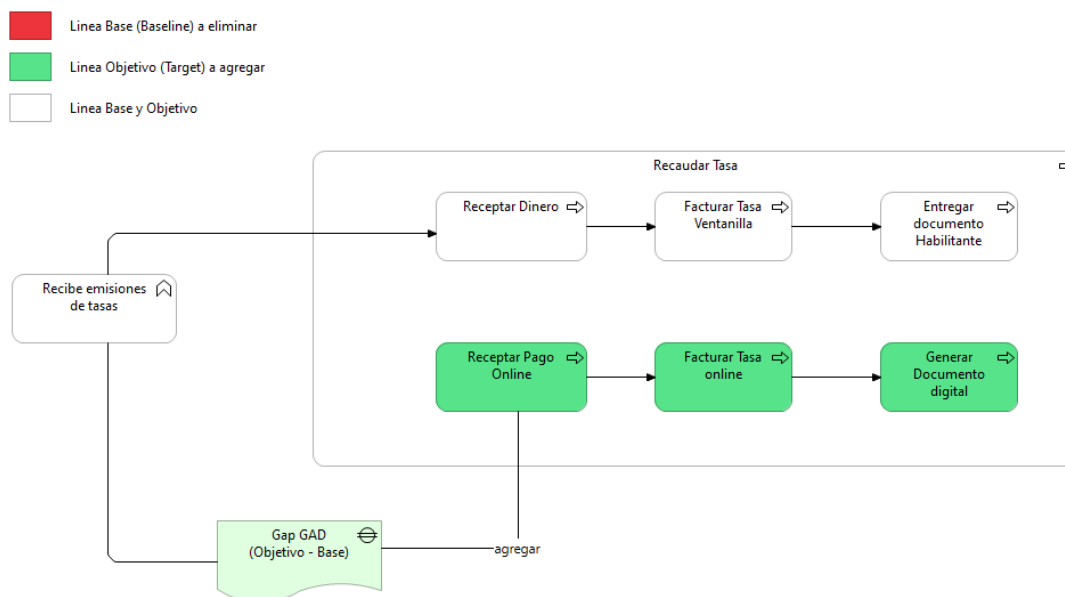 Linea Base (Baseline) a eliminar
Linea Objetivo (Target) a agregar
Linea Base y Objetivo
Recaudar Tasa
Receptar Dinero
Facturar Tasa
Ventanilla
Entregar
documento
Habilitante
Recibe emisiones
de tasas
Receptar Pago
Online
Facturar Tasa
online
Generar
Documento
digital
Gap GAD
(Objetivo - Base)
agregar